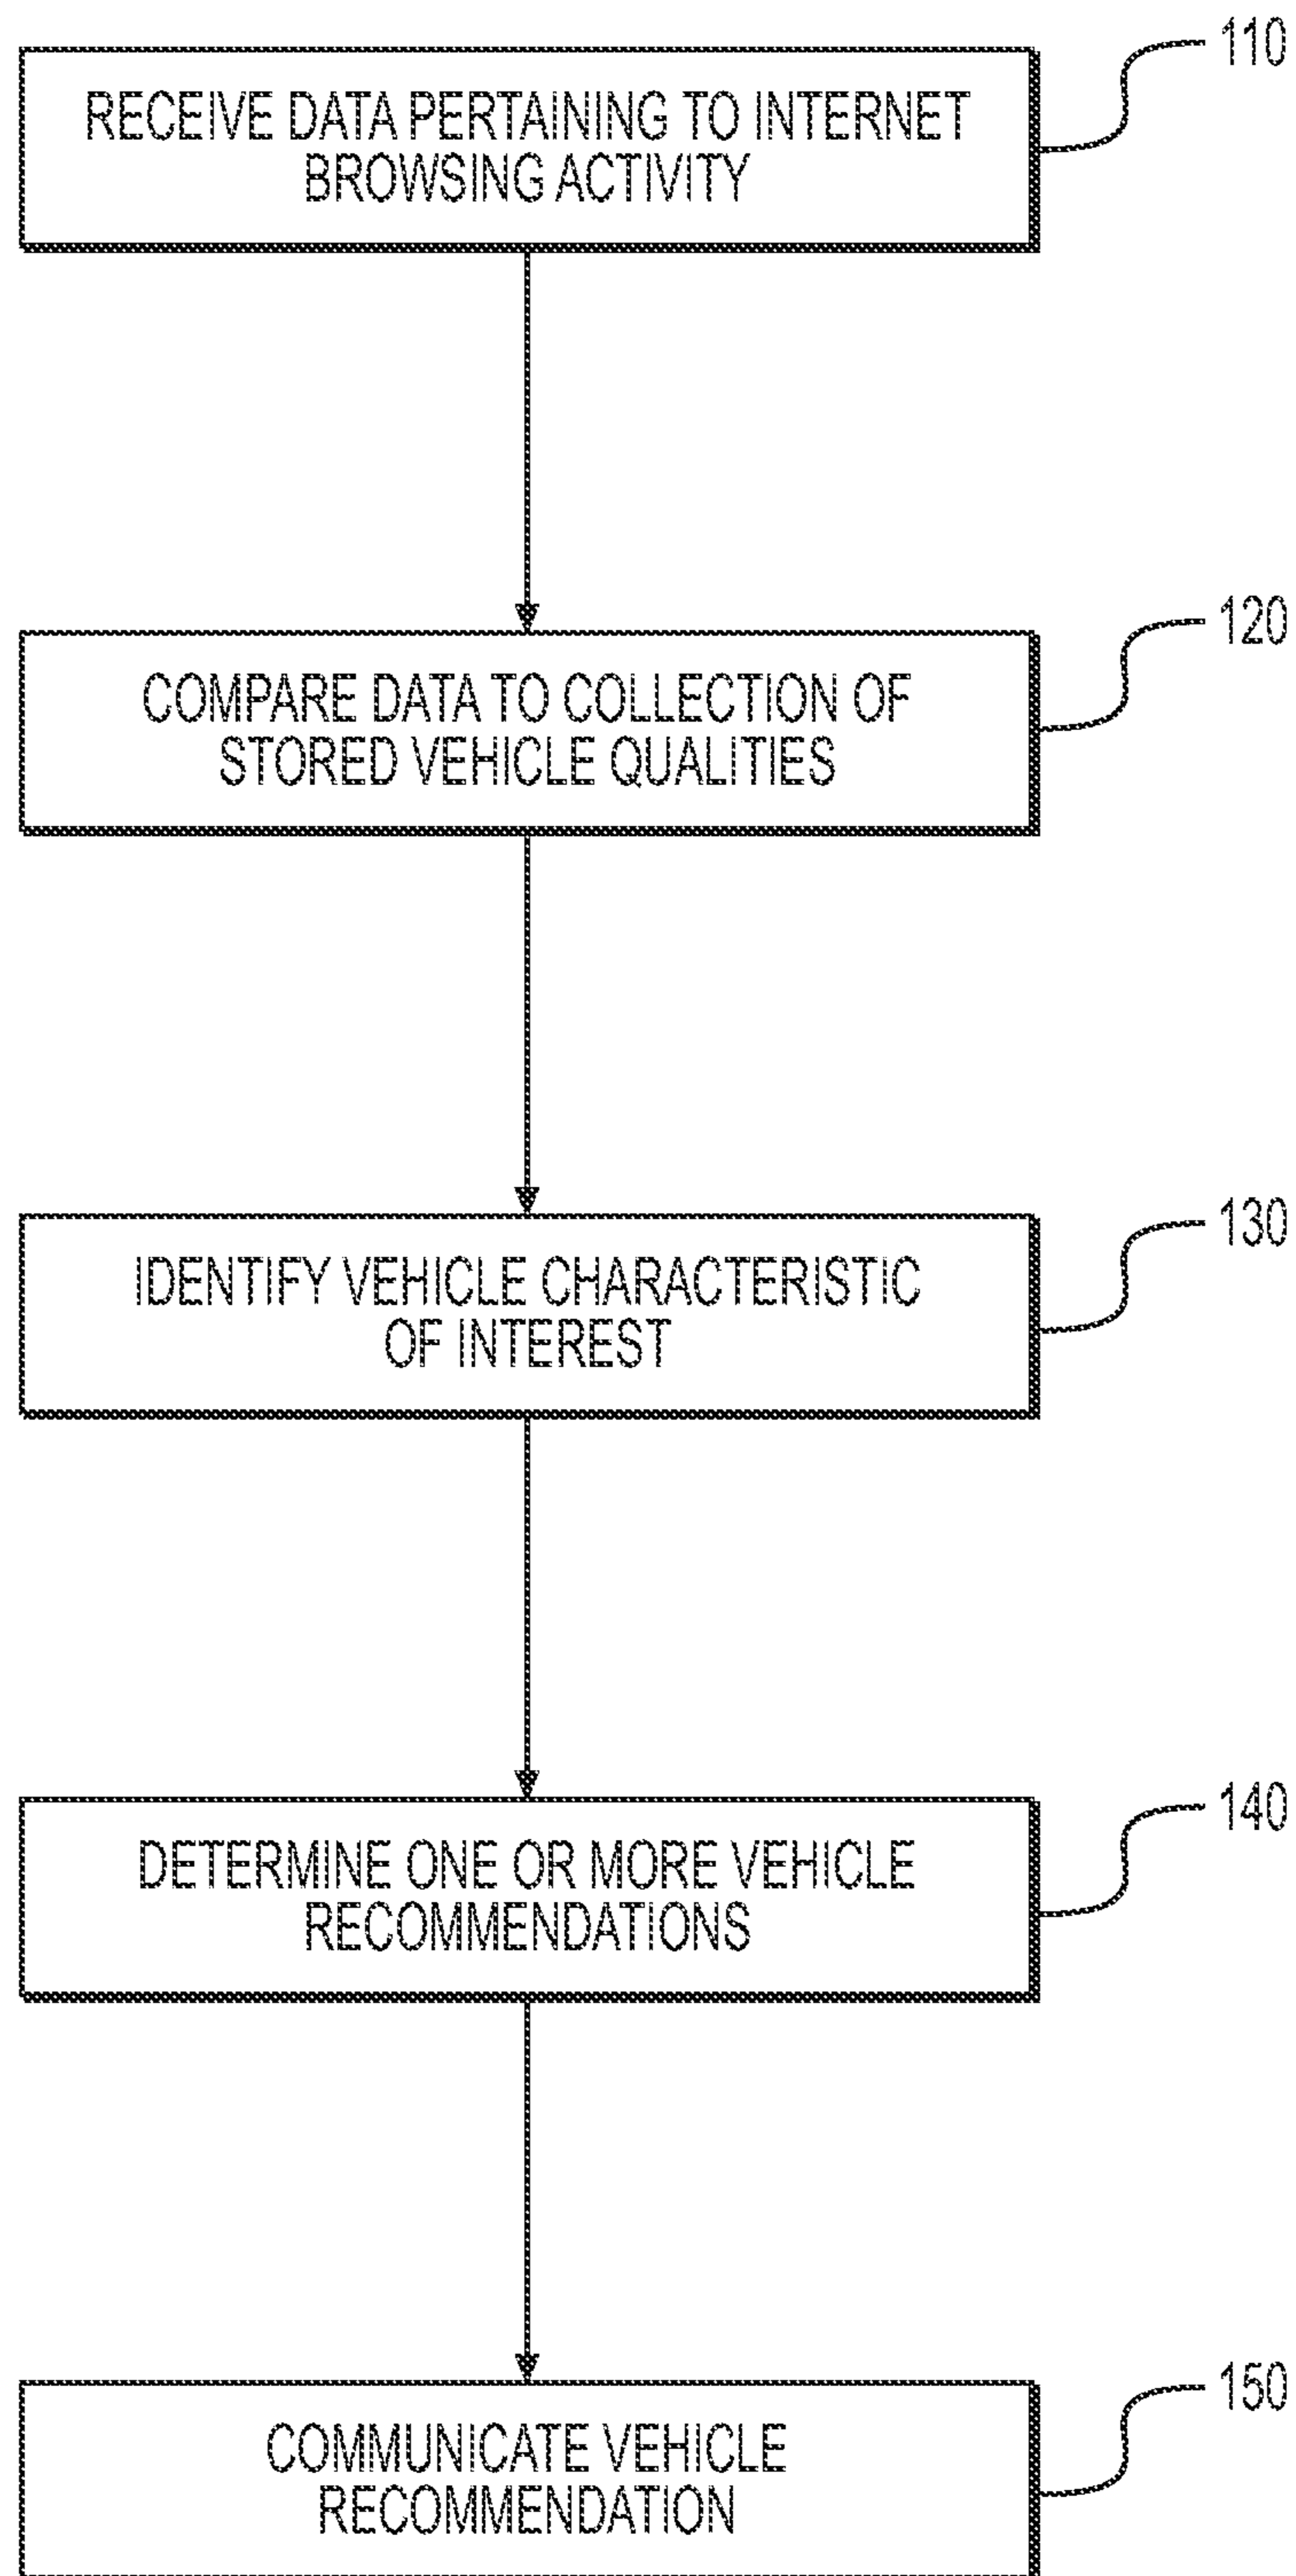 110
RECEIVE DATA PERTAINING TO INTERNET
BROWSING ACTIVITY
120
COMPARE DATA TO COLLECTION OF
STORED VEHICLE QUALITIES
130
IDENTIFY VEHICLE CHARACTERISTIC
OF INTEREST
140
DETERMINE ONE OR MORE VEHICLE
RECOMMENDATIONS
150
COMMUNICATE VEHICLE
RECOMMENDATION